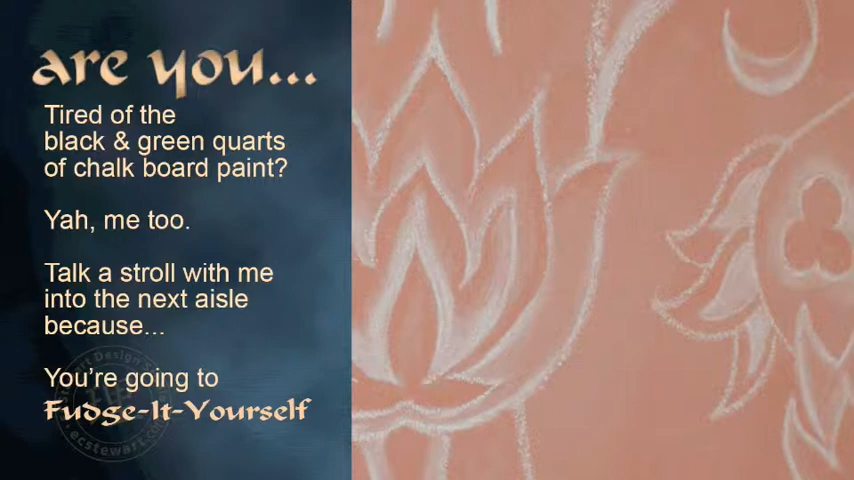 are you...
Tired of the
black & green quarts
of chalk board paint?
Yah, me too.
Talk a stroll with me
into the next aisle
because...
You're going to
Fudge-It-Yourself